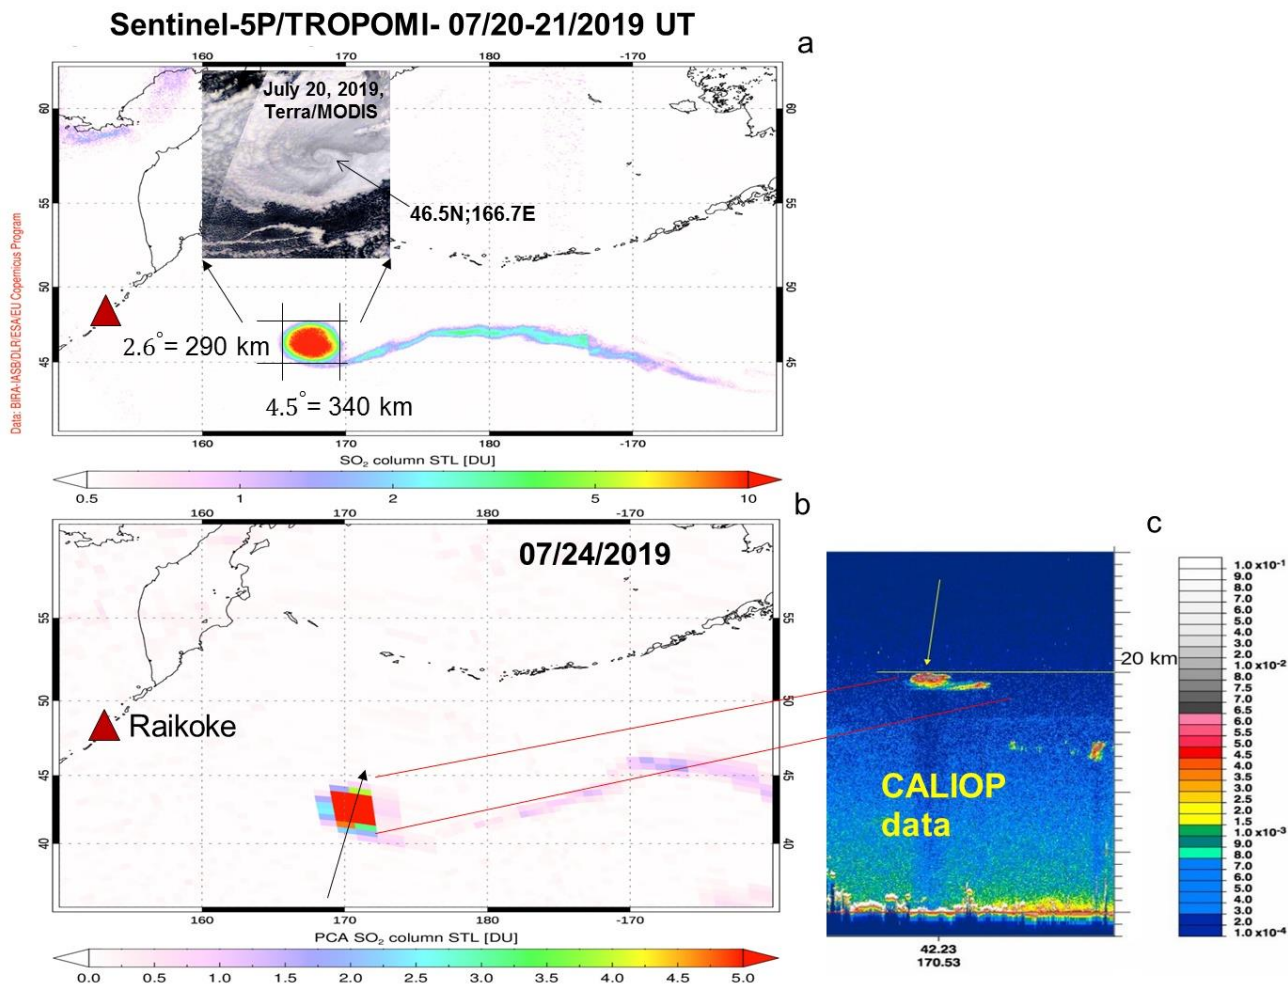 Sentinel-5P/TROPOMI- 07/20-21/2019 UT
a
160 170 180 -170
July 20, 2019,
Terra/MODIS
60 60
55 55
46.5N;166.7E
50 50
2.6°= 290 km
45 45
4.5°= 340 km
160 170 180 -170
Data: BIRA-IASB/DLR/ESA/EU Copernicus Program
SO₂ column STL [DU]
0.5 1 2 5 10
b
160 170 180 -170
07/24/2019
55 55
50 50
Raikoke
45 45
40 40
160 170 180 -170
PCA SO₂ column STL [DU]
0.0 0.5 1.0 1.5 2.0 2.5 3.0 3.5 4.0 4.5 5.0
c
20 km
CALIOP
data
42.23
170.53
1.0 x10⁻¹
9.0
8.0
7.0
6.0
5.0
4.0
3.0
2.0
1.0 x10⁻²
8.0
7.5
7.0
6.5
6.0
5.5
5.0
4.5
4.0
3.5
3.0
2.5
2.0
1.5
1.0 x10⁻³
9.0
8.0
7.0
6.0
5.0
4.0
3.0
2.0
1.0 x10⁻⁴